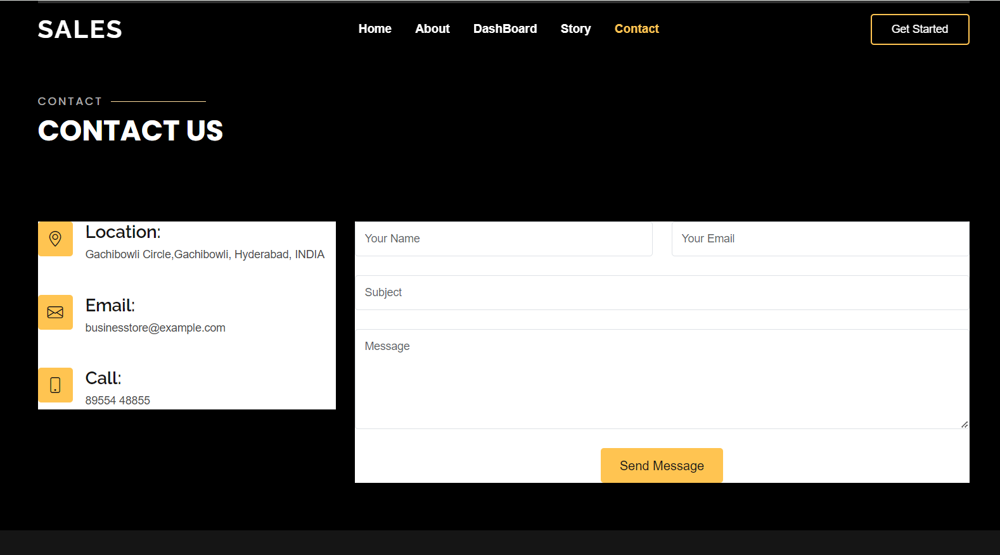 SALES
Home About DashBoard Story Contact
Get Started
CONTACT
CONTACT US
Location:
Gachibowli Circle,Gachibowli, Hyderabad, INDIA
Email:
businesstore@example.com
Call:
89554 48855
Your Name
Your Email
Subject
Message
Send Message